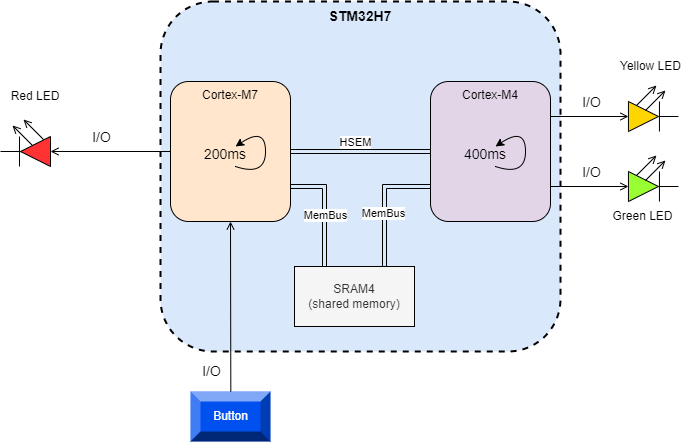 STM32H7
Yellow LED
Red LED
Cortex-M7
Cortex-M4
I/O
I/O
HSEM
200ms
400ms
I/O
MemBus
MemBus
Green LED
SRAM4
(shared memory)
I/O
Button